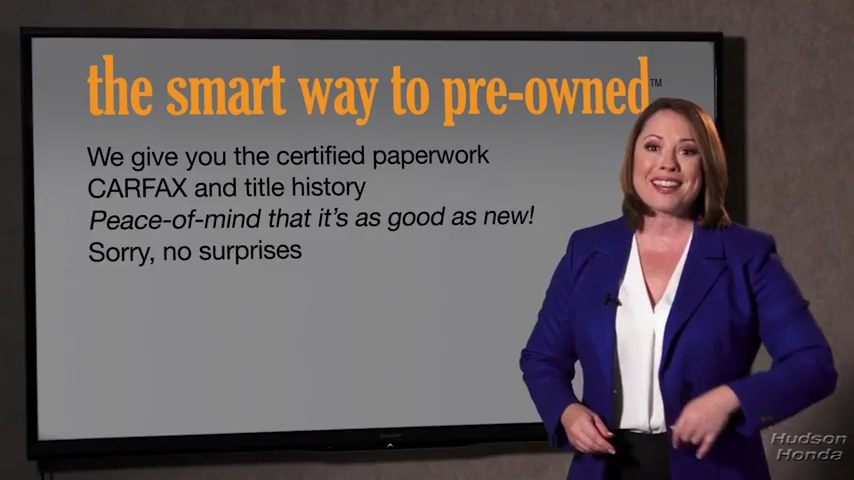 the smart way to pre-owned™
We give you the certified paperwork
CARFAX and title history
Peace-of-mind that it's as good as new!
Sorry, no surprises
Hudson
Honda